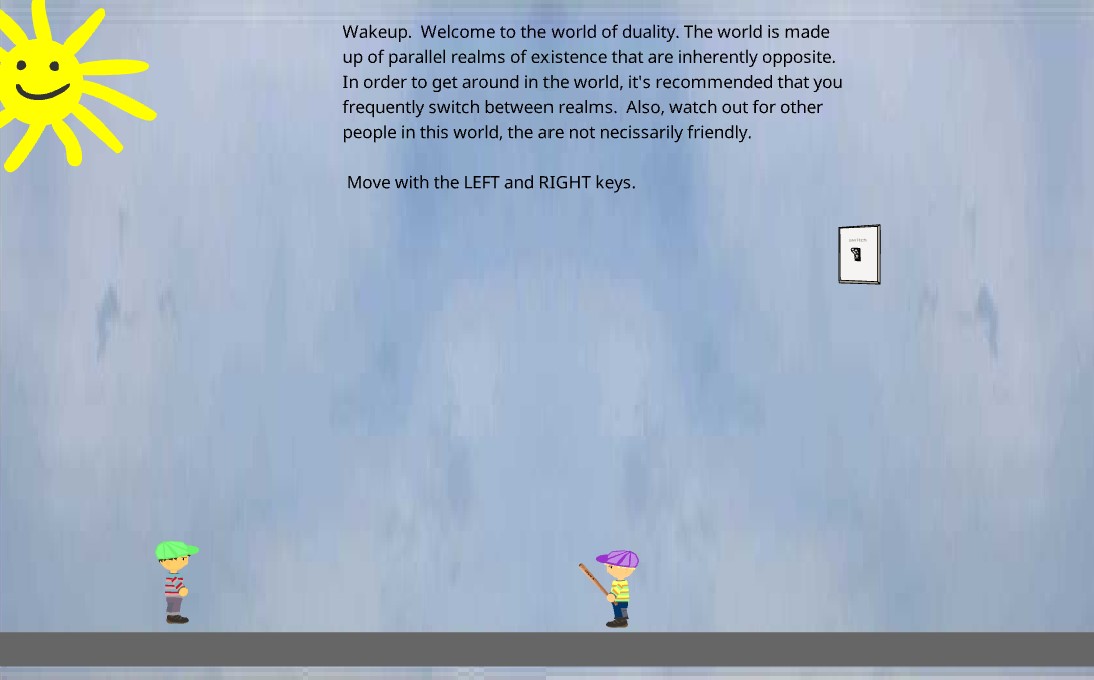 Wakeup.  Welcome to the world of duality. The world is made
up of parallel realms of existence that are inherently opposite.
In order to get around in the world, it's recommended that you
frequently switch between realms.  Also, watch out for other
people in this world, the are not necissarily friendly.
Move with the LEFT and RIGHT keys.